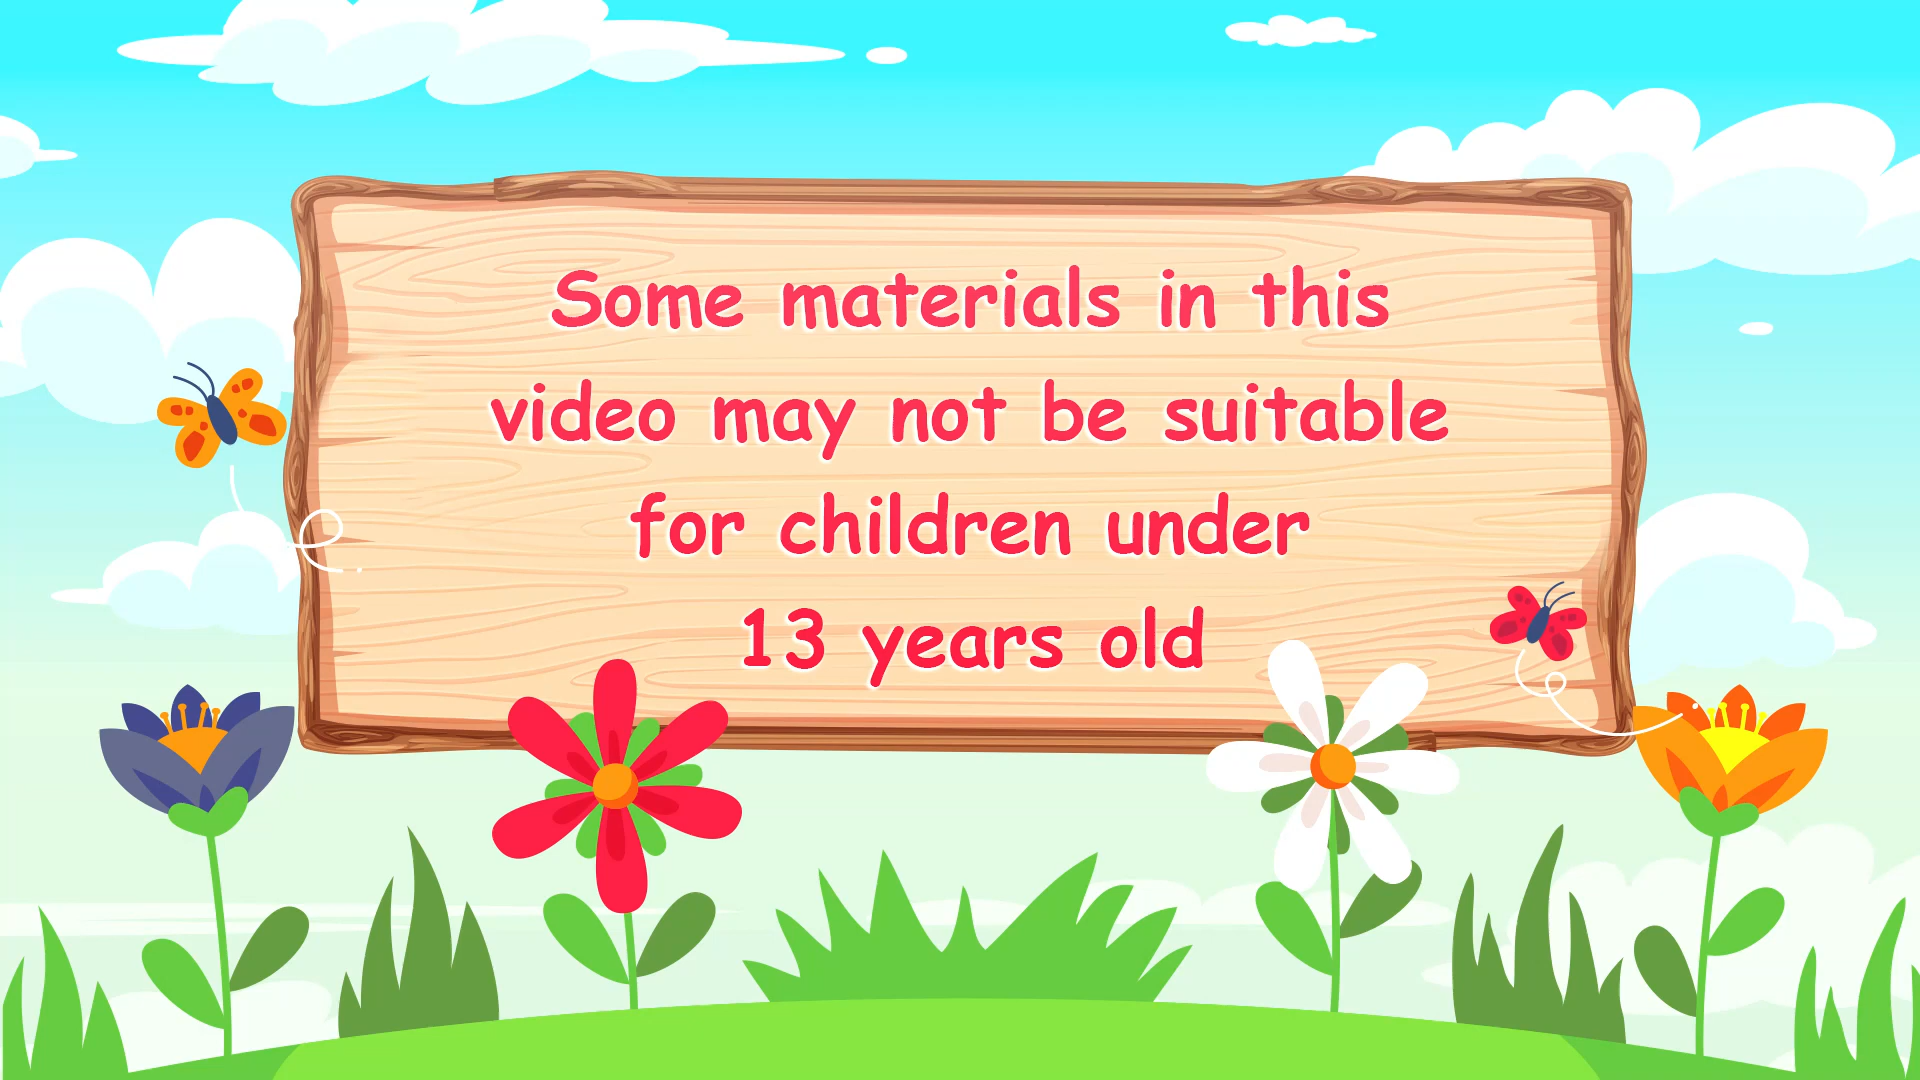 Some materials in this
video may not be suitable
for children under
13 years old